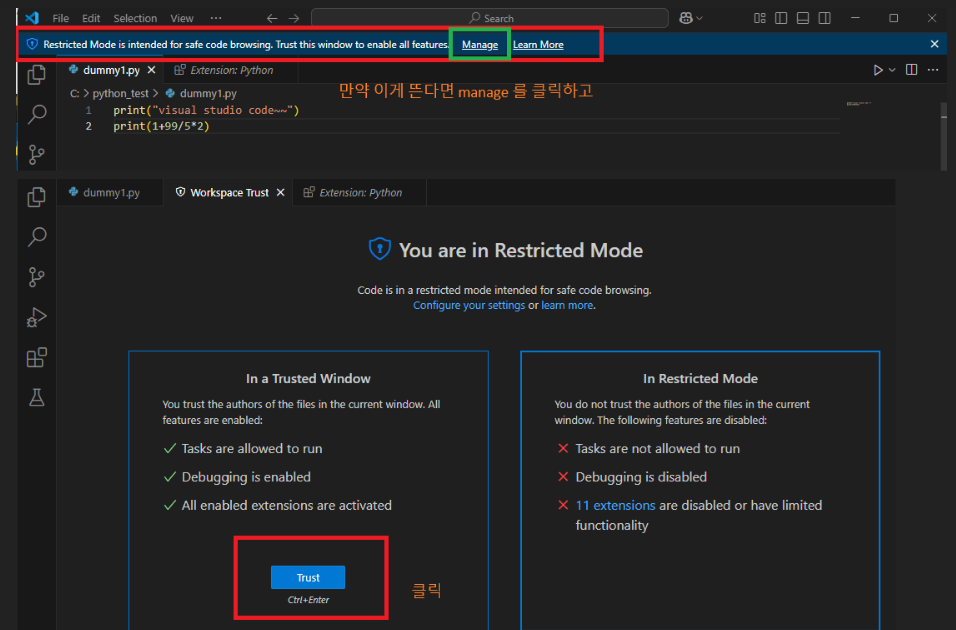 File Edit Selection View ··· ← → Search
Restricted Mode is intended for safe code browsing. Trust this window to enable all features. Manage Learn More
dummy1.py Extension: Python
C: > python_test > dummy1.py
만약 이게 뜬다면 manage 를 클릭하고
1 print("visual studio code~~")
2 print(1+99/5*2)
dummy1.py Workspace Trust Extension: Python
You are in Restricted Mode
Code is in a restricted mode intended for safe code browsing.
Configure your settings or learn more.
In a Trusted Window
You trust the authors of the files in the current window. All
features are enabled:
Tasks are allowed to run
Debugging is enabled
All enabled extensions are activated
Trust
Ctrl+Enter
클릭
In Restricted Mode
You do not trust the authors of the files in the current
window. The following features are disabled:
Tasks are not allowed to run
Debugging is disabled
11 extensions are disabled or have limited
functionality